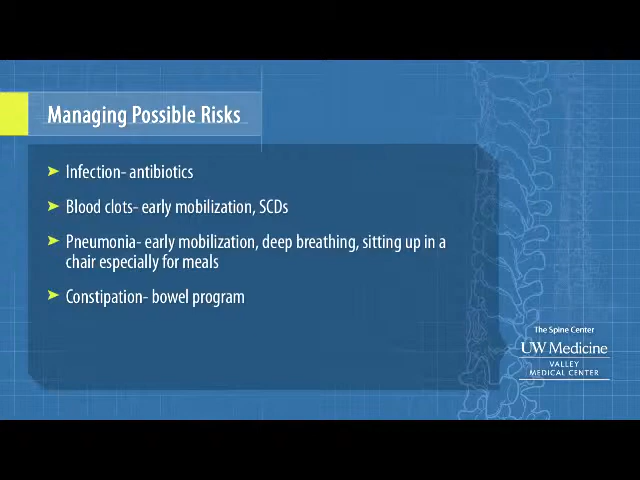 Managing Possible Risks
Infection- antibiotics
Blood clots- early mobilization, SCDs
Pneumonia- early mobilization, deep breathing, sitting up in a
chair especially for meals
Constipation- bowel program
The Spine Center
UW Medicine
VALLEY
MEDICAL CENTER